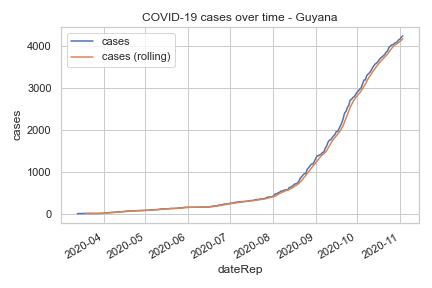 COVID-19 cases over time - Guyana
cases
cases (rolling)
cases
4000
3000
2000
1000
0
2020-04
2020-05
2020-06
2020-07
2020-08
2020-09
2020-10
2020-11
dateRep